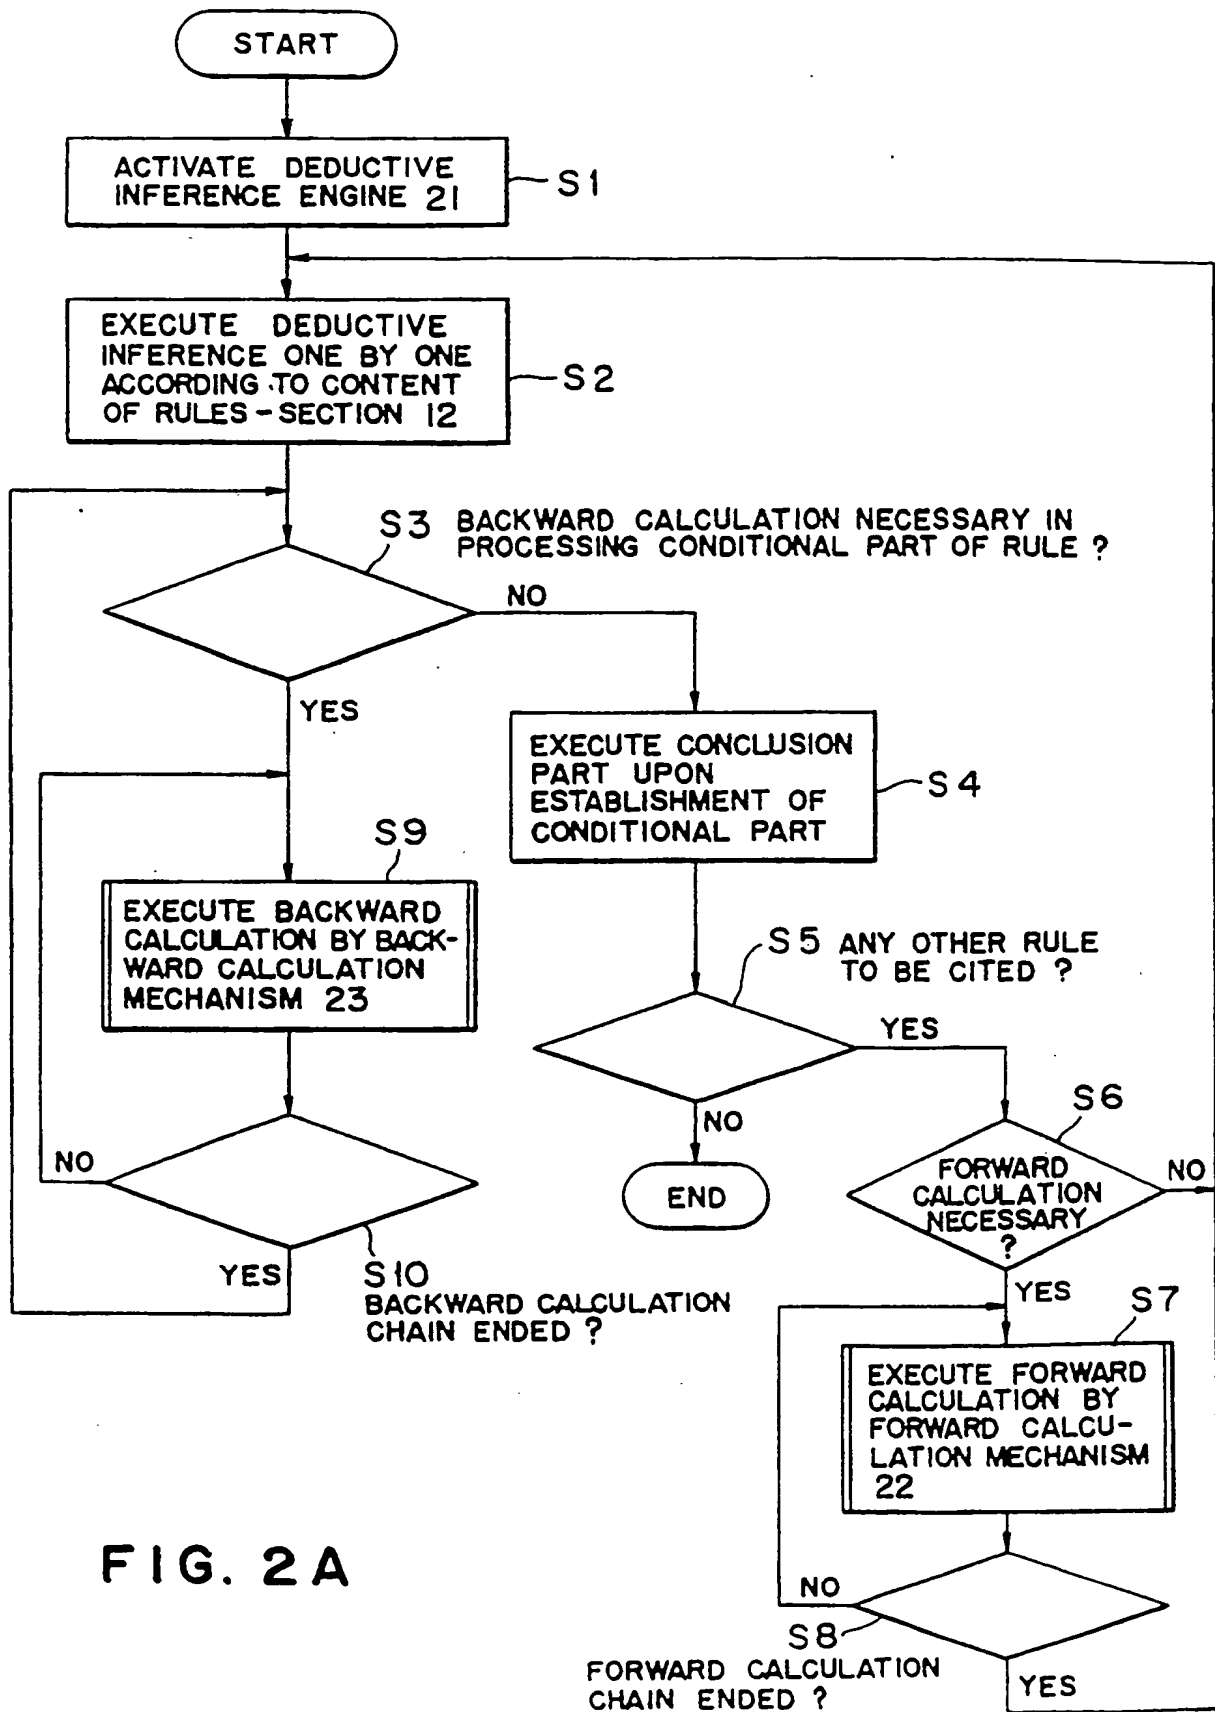 START
ACTIVATE DEDUCTIVE
INFERENCE ENGINE 21
S1
EXECUTE DEDUCTIVE
INFERENCE ONE BY ONE
ACCORDING TO CONTENT
OF RULES-SECTION 12
S2
S3 BACKWARD CALCULATION NECESSARY IN
PROCESSING CONDITIONAL PART OF RULE ?
NO
YES
EXECUTE CONCLUSION
PART UPON
ESTABLISHMENT OF
CONDITIONAL PART
S4
S9
EXECUTE BACKWARD
CALCULATION BY BACK-
WARD CALCULATION
MECHANISM 23
S5 ANY OTHER RULE
TO BE CITED ?
YES
NO
END
S6
FORWARD
CALCULATION
NECESSARY
?
NO
YES
NO
YES
S10
BACKWARD CALCULATION
CHAIN ENDED ?
S7
EXECUTE FORWARD
CALCULATION BY
FORWARD CALCU-
LATION MECHANISM
22
NO
S8
FORWARD CALCULATION
CHAIN ENDED ?
YES
FIG. 2A